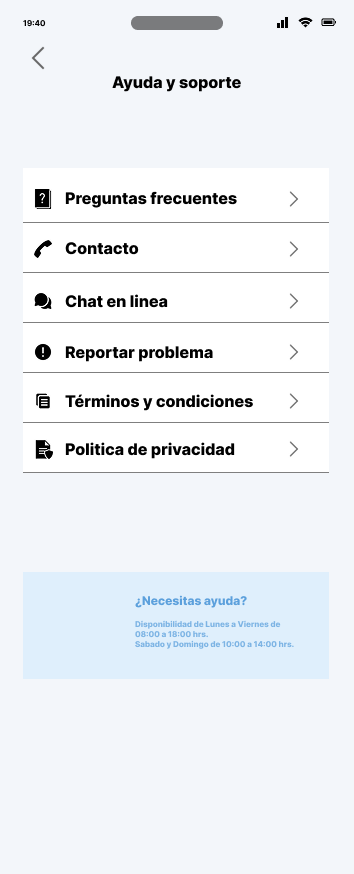 19:40
Ayuda y soporte
Preguntas frecuentes
Contacto
Chat en linea
Reportar problema
Términos y condiciones
Politica de privacidad
¿Necesitas ayuda?
Disponibilidad de Lunes a Viernes de
08:00 a 18:00 hrs.
Sabado y Domingo de 10:00 a 14:00 hrs.